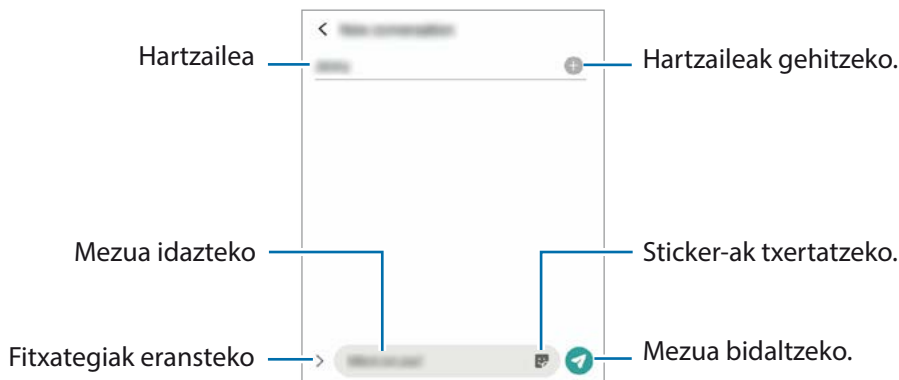 Hartzailea
Hartzaileak gehitzeko.
Mezua idazteko
Sticker-ak txertatzeko.
Fitxategiak eransteko
Mezua bidaltzeko.